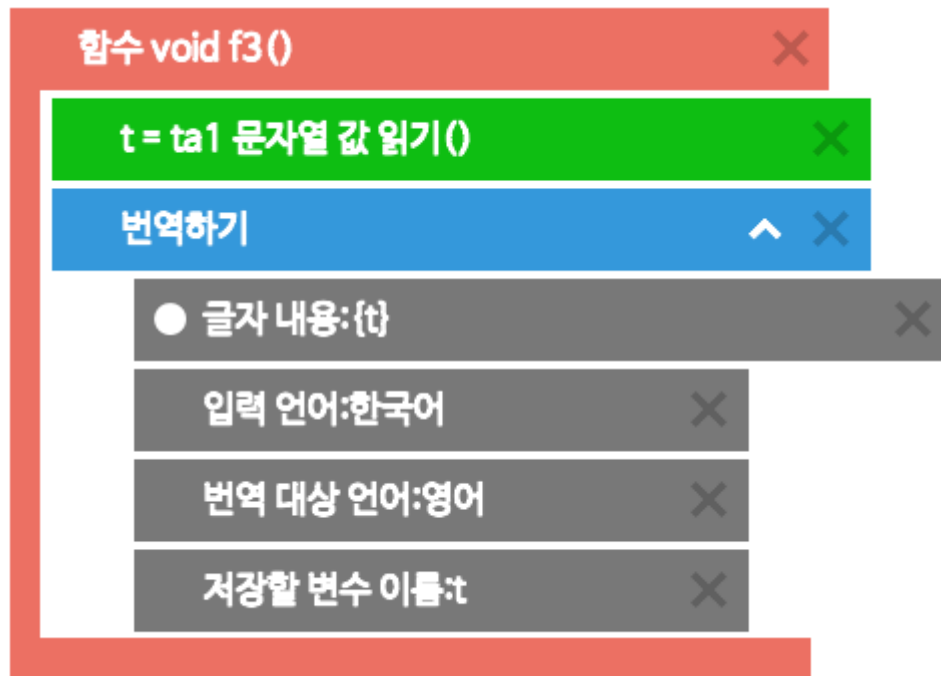 함수 void f3 ()
t = ta1 문자열 값 읽기 ()
번역하기
글자 내용: {t}
입력 언어:한국어
번역 대상 언어:영어
저장할 변수 이름:t